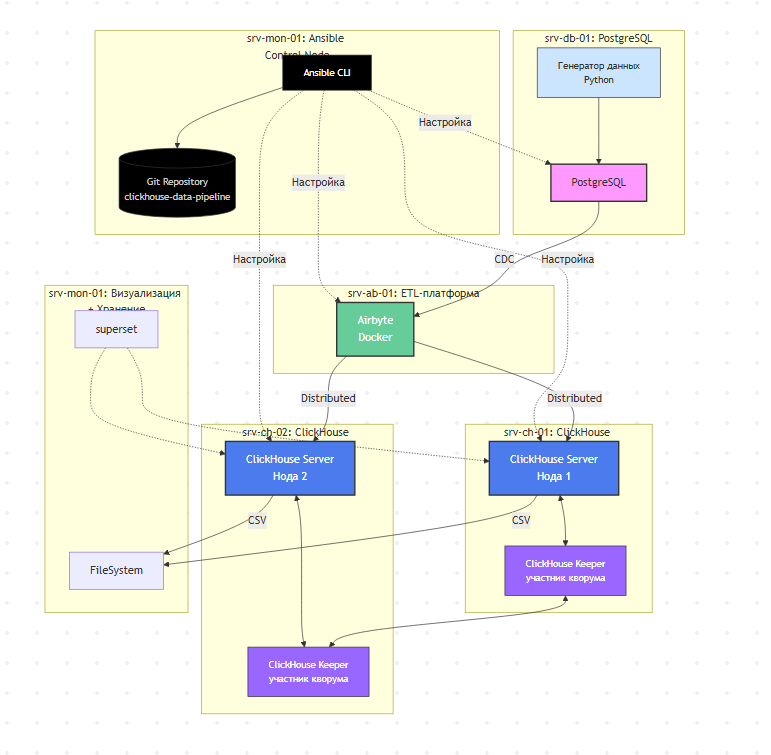 srv-mon-01: Ansible
Control Node
Ansible CLI
Git Repository
clickhouse-data-pipeline
srv-db-01: PostgreSQL
Генератор данных
Python
PostgreSQL
Настройка
Настройка
Настройка
CDC
Настройка
srv-mon-01: Визуализация
+ Хранение
superset
srv-ab-01: ETL-платформа
Airbyte
Docker
Distributed
Distributed
srv-ch-02: ClickHouse
ClickHouse Server
Нода 2
srv-ch-01: ClickHouse
ClickHouse Server
Нода 1
CSV
CSV
FileSystem
ClickHouse Keeper
участник кворума
ClickHouse Keeper
участник кворума